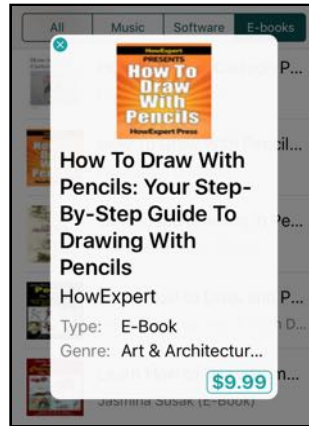 All Music Software E-books
HowExpert
PRESENTS
How To
Draw
With
Pencils
HowExpert Press
How To Draw With
Pencils: Your Step-
By-Step Guide To
Drawing With
Pencils
HowExpert
Type: E-Book
Genre: Art & Architectur...
$9.99
Jasmina Susak (E-Book)